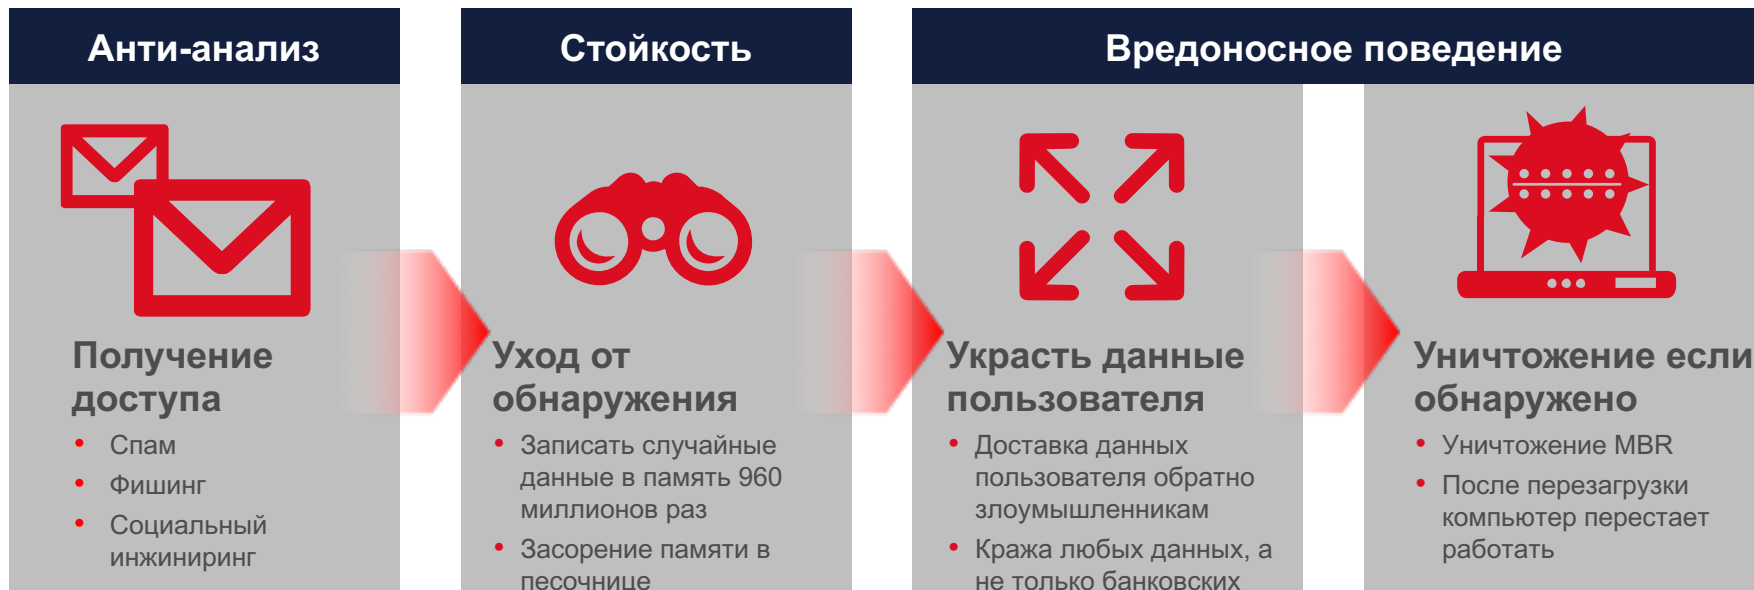 Анти-анализ
Стойкость
Вредоносное поведение
Получение
доступа
• Спам
• Фишинг
• Социальный
инжиниринг
Уход от
обнаружения
• Записать случайные
данные в память 960
миллионов раз
• Засорение памяти в
песочнице
Украсть данные
пользователя
• Доставка данных
пользователя обратно
злоумышленникам
• Кража любых данных, а
не только банковских
Уничтожение если
обнаружено
• Уничтожение MBR
• После перезагрузки
компьютер перестает
работать